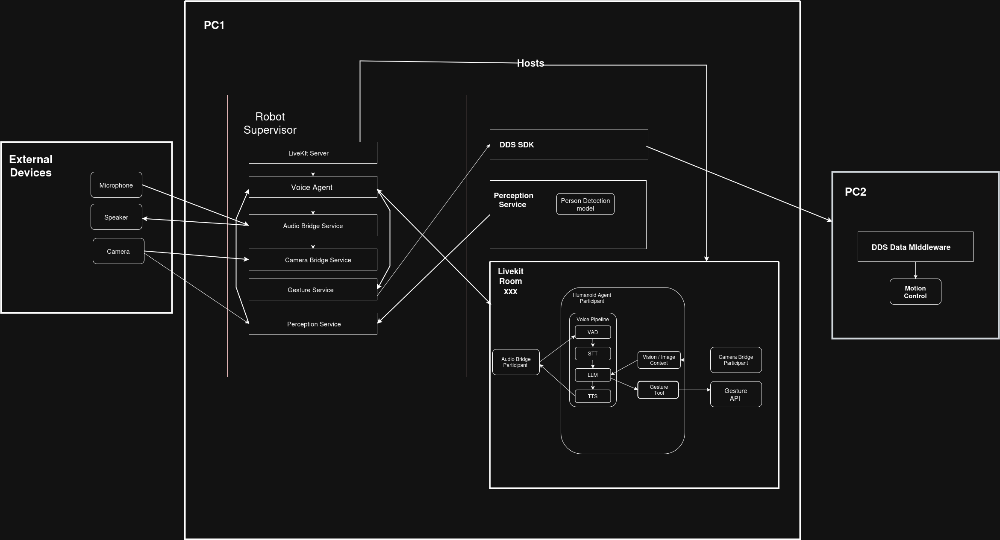 PC1
Hosts
Robot
Supervisor
LiveKIt Server
Voice Agent
Audio Bridge Service
Camera Bridge Service
Gesture Service
Perception Service
External
Devices
Microphone
Speaker
Camera
DDS SDK
Perception
Service
Person Detection
model
Livekit
Room
xxx
Humanoid Agent
Participant
Voice Pipeline
VAD
STT
LLM
TTS
Audio Bridge
Participant
Vision / Image
Context
Gesture
Tool
Camera Bridge
Participant
Gesture
API
PC2
DDS Data MIddleware
Motion
Control